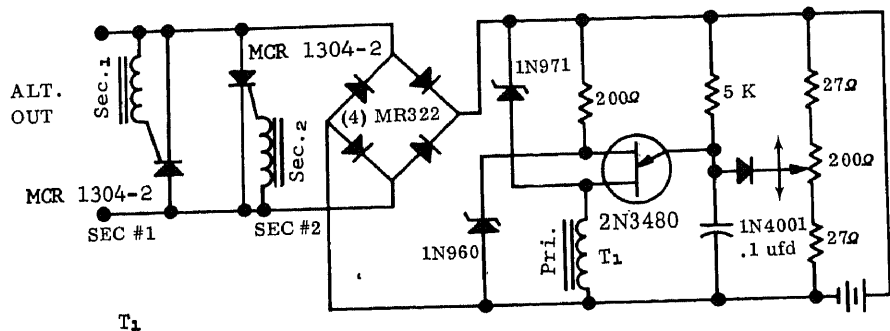 MCR 1304-2
1N971
Sec.1
ALT.
OUT
200Ω
5 K
27Ω
(4) MR322
Sec.2
200Ω
MCR 1304-2
2N3480
SEC #1
SEC #2
1N960
Pri.
T1
1N4001
.1 ufd
27Ω
T1